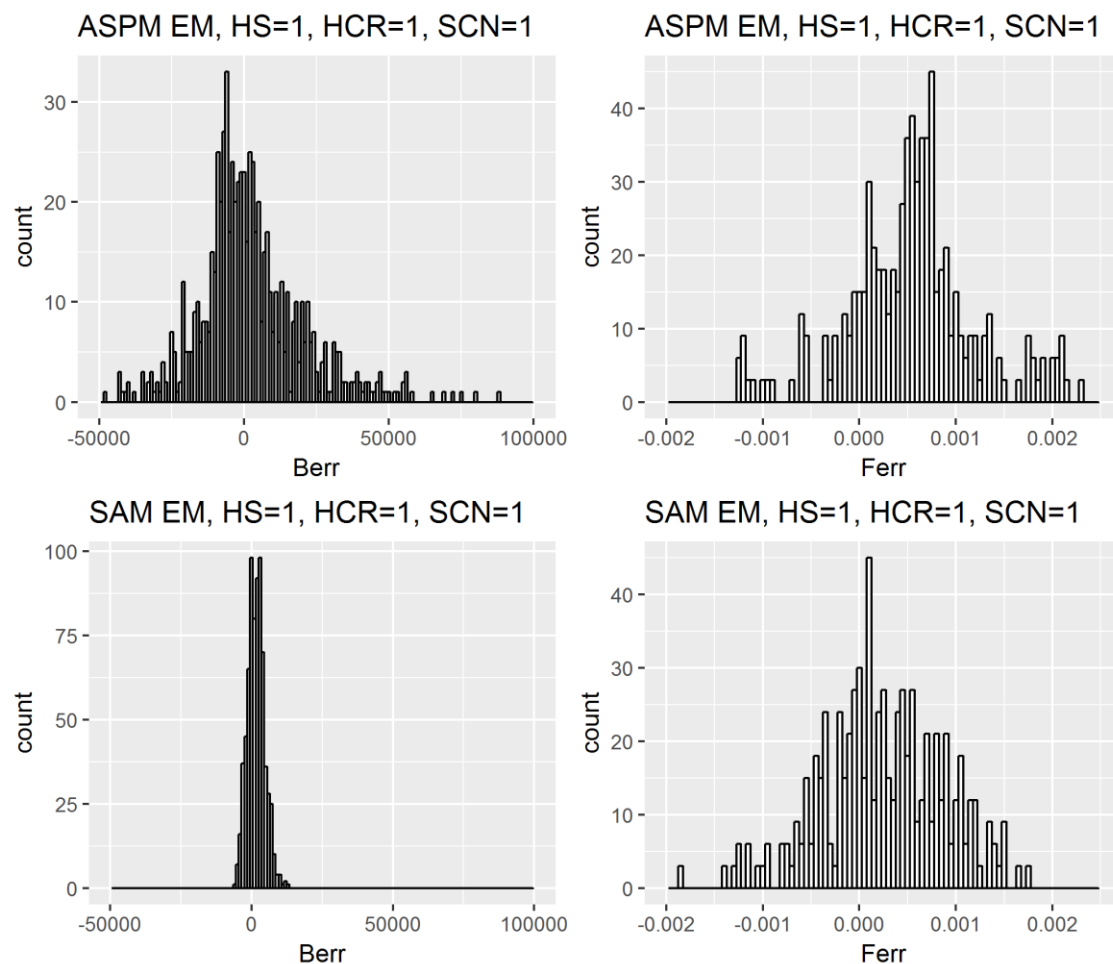 ASPM EM, HS=1, HCR=1, SCN=1
30
20
10
0
count
-50000 0 50000 100000
Berr
ASPM EM, HS=1, HCR=1, SCN=1
40
30
20
10
0
count
-0.002 -0.001 0.000 0.001 0.002
Ferr
SAM EM, HS=1, HCR=1, SCN=1
100
75
50
25
0
count
-50000 0 50000 100000
Berr
SAM EM, HS=1, HCR=1, SCN=1
40
30
20
10
0
count
-0.002 -0.001 0.000 0.001 0.002
Ferr